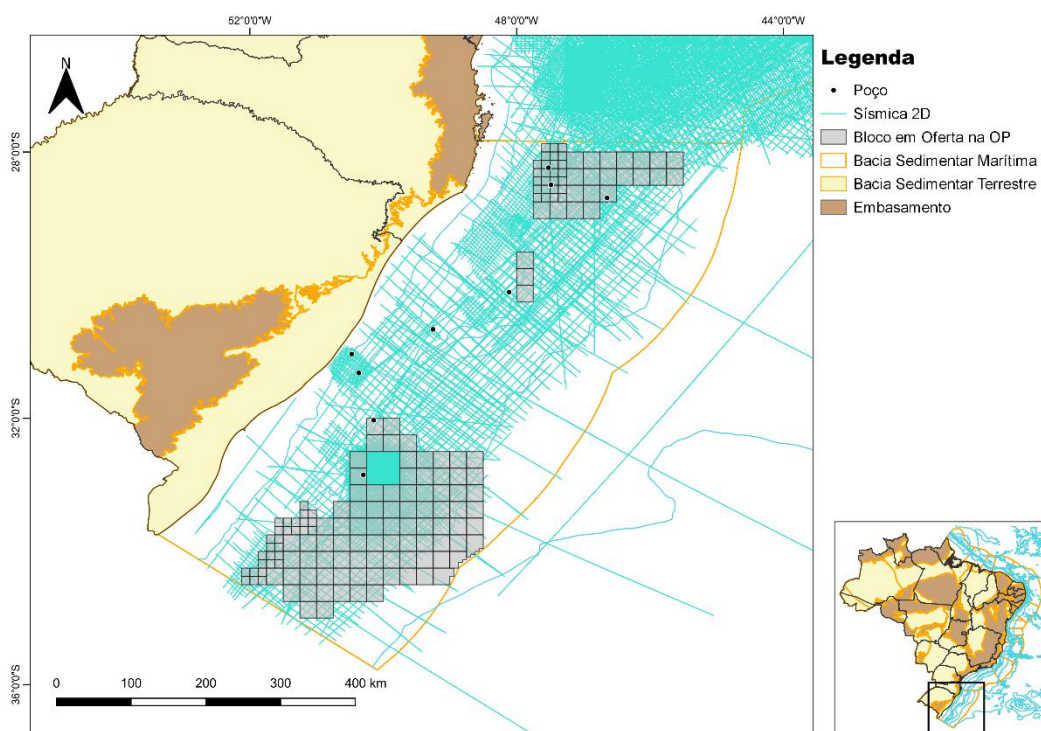 52°0'0"W
48°0'0"W
44°0'0"W
N
28°0'0"S
32°0'0"S
36°0'0"S
0 100 200 300 400 km
Legenda
Poço
Sísmica 2D
Bloco em Oferta na OP
Bacia Sedimentar Marítima
Bacia Sedimentar Terrestre
Embasamento